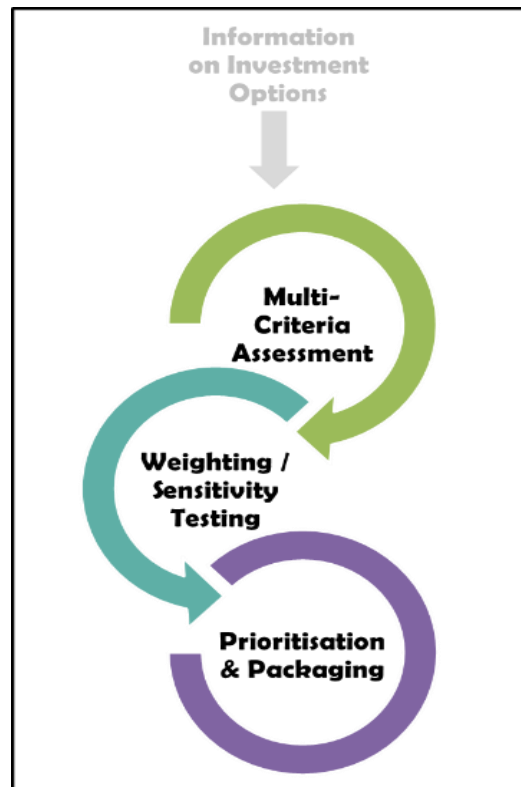 Information
on Investment
Options
Multi-
Criteria
Assessment
Weighting /
Sensitivity
Testing
Prioritisation
& Packaging